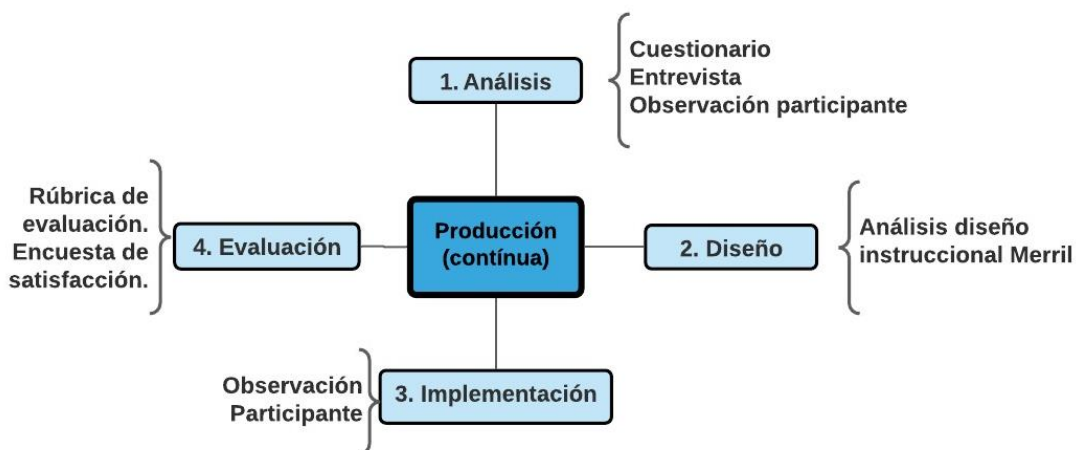 1. Análisis
Cuestionario
Entrevista
Observación participante
Rúbrica de
evaluación.
Encuesta de
satisfacción.
4. Evaluación
Producción
(contínua)
2. Diseño
Análisis diseño
instruccional Merril
Observación
Participante
3. Implementación